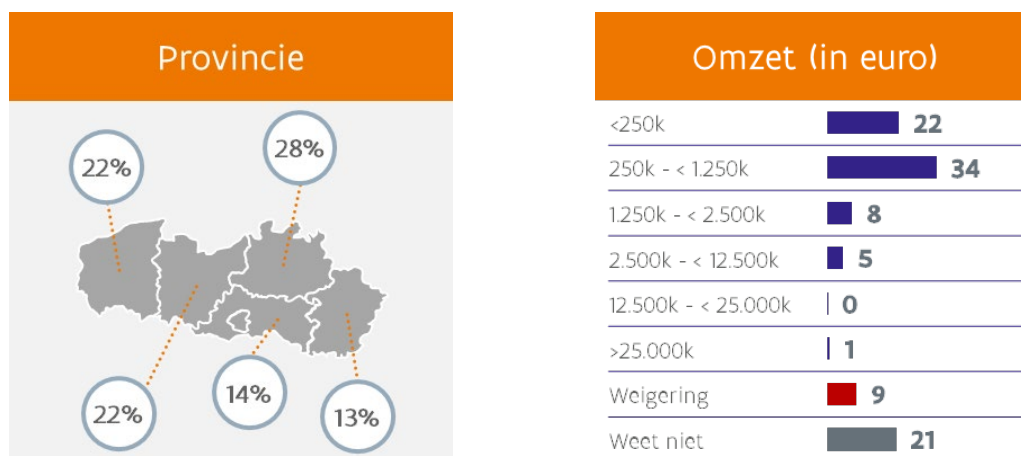 Provincie
22%
28%
22%
14%
13%
Omzet (in euro)
<250k 22
250k - < 1.250k 34
1.250k - < 2.500k 8
2.500k - < 12.500k 5
12.500k - < 25.000k 0
>25.000k 1
Weigering 9
Weet niet 21